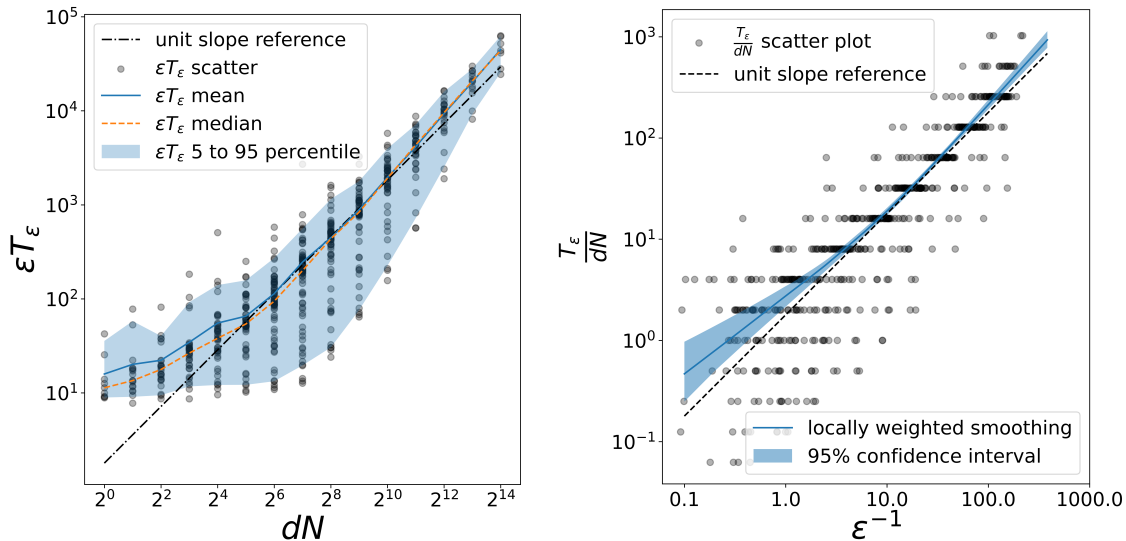 unit slope reference
εT_ε scatter
εT_ε mean
εT_ε median
εT_ε 5 to 95 percentile
10^5
10^4
10^3
10^2
10^1
εT_ε
2^0 2^2 2^4 2^6 2^8 2^10 2^12 2^14
dN
T_ε/dN scatter plot
unit slope reference
10^3
10^2
10^1
10^0
10^−1
T_ε/dN
locally weighted smoothing
95% confidence interval
0.1 1.0 10.0 100.0 1000.0
ε^−1